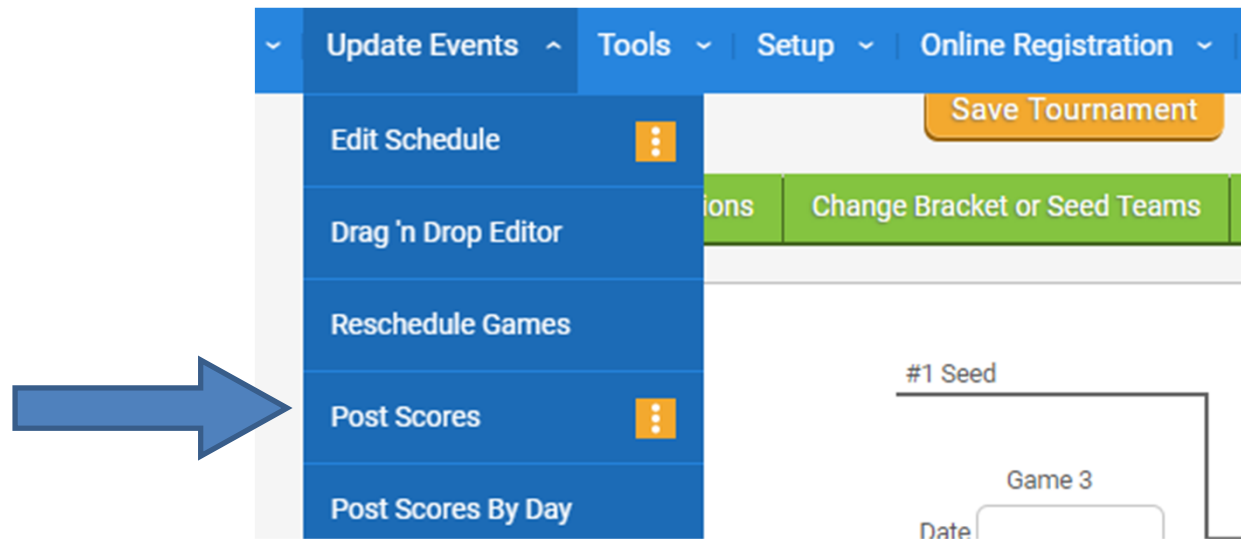 Update Events
Tools
Setup
Online Registration
Save Tournament
Edit Schedule
Drag 'n Drop Editor
ions
Change Bracket or Seed Teams
Reschedule Games
#1 Seed
Post Scores
Game 3
Post Scores By Day
Date